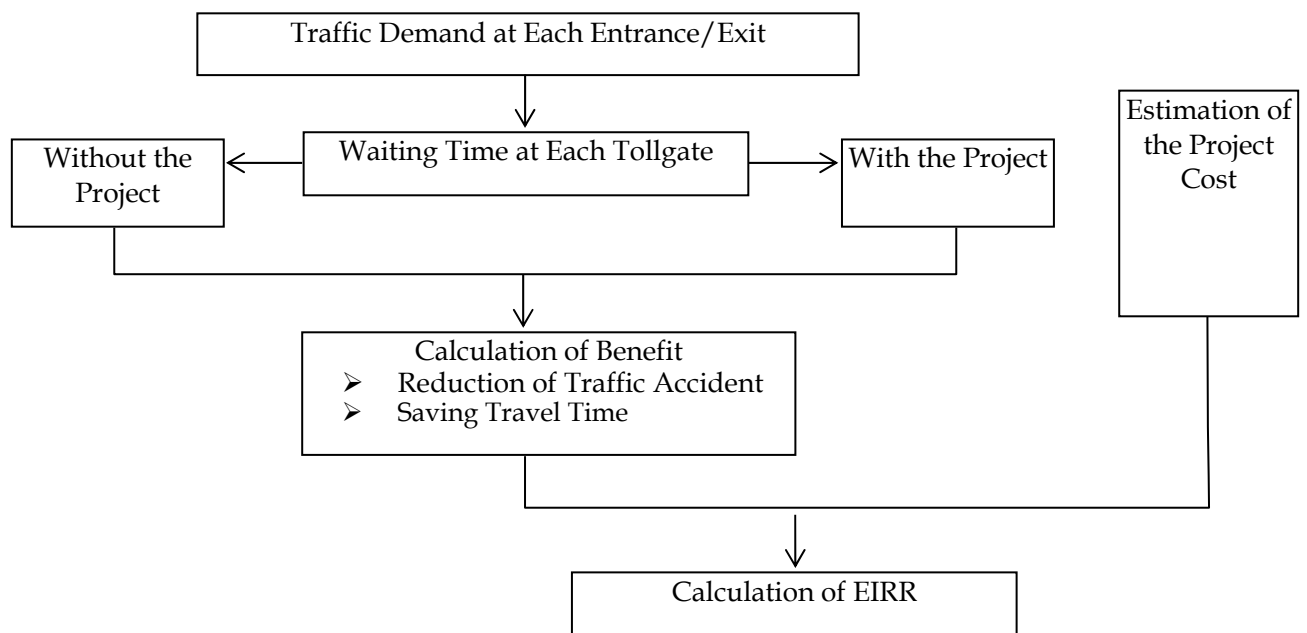 Traffic Demand at Each Entrance/Exit
Waiting Time at Each Tollgate
Without the
Project
With the Project
Estimation of
the Project
Cost
Calculation of Benefit
➢ Reduction of Traffic Accident
➢ Saving Travel Time
Calculation of EIRR